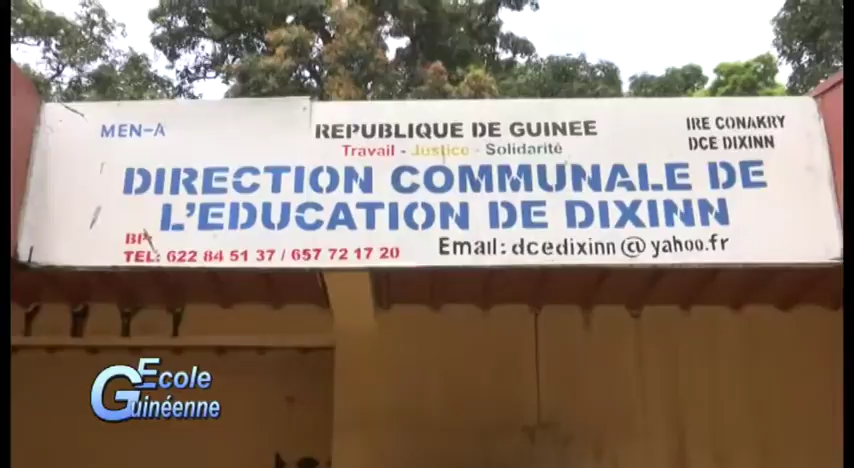 MEN-A
REPUBLIQUE DE GUINEE
IRE CONAKRY
Travail - Justice - Solidarité
DCE DIXINN
DIRECTION COMMUNALE DE
L'EDUCATION DE DIXINN
BP:
TEL: 622 84 51 37 / 657 72 17 20
Email: dcedixinn@yahoo.fr
Ecole
Guinéenne